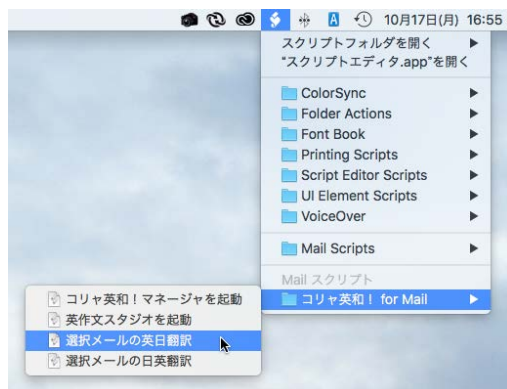 A 10月17日(月) 16:55
スクリプトフォルダを開く
“スクリプトエディタ.app”を開く
ColorSync
Folder Actions
Font Book
Printing Scripts
Script Editor Scripts
UI Element Scripts
VoiceOver
Mail Scripts
Mail スクリプト
コリャ英和！ for Mail
コリャ英和！マネージャを起動
英作文スタジオを起動
選択メールの英日翻訳
選択メールの日英翻訳